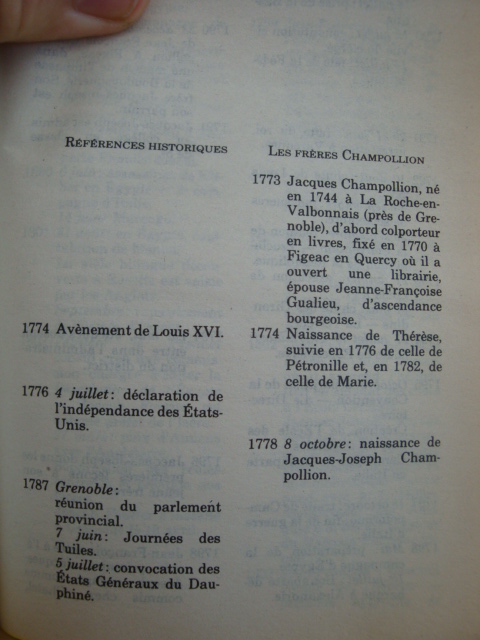 RÉFÉRENCES HISTORIQUES
1774 Avènement de Louis XVI.
1776 4 juillet : déclaration de
l'indépendance des États-
Unis.
1787 Grenoble :
réunion du parlement
provincial.
7 juin : Journées des
Tuiles.
5 juillet : convocation des
États Généraux du Dau-
phiné.
LES FRÈRES CHAMPOLLION
1773 Jacques Champollion, né
en 1744 à La Roche-en-
Valbonnais (près de Gre-
noble), d'abord colporteur
en livres, fixé en 1770 à
Figeac en Quercy où il a
ouvert une librairie,
épouse Jeanne-Françoise
Gualieu, d'ascendance
bourgeoise.
1774 Naissance de Thérèse,
suivie en 1776 de celle de
Pétronille et, en 1782, de
celle de Marie.
1778 8 octobre : naissance de
Jacques-Joseph Cham-
pollion.